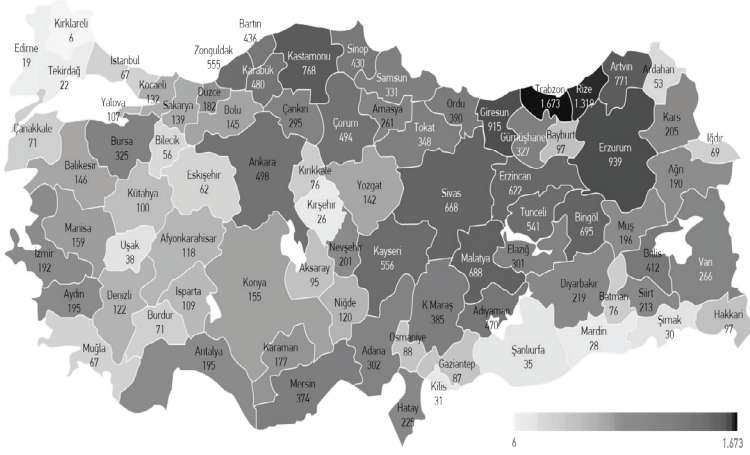 Kırklareli
6
Edirne
19
Tekirdağ
22
İstanbul
67
Kocaeli
132
Yalova
107
Sakarya
139
Düzce
182
Zonguldak
555
Bartın
436
Karabük
480
Kastamonu
768
Sinop
430
Samsun
331
Ordu
390
Giresun
915
Trabzon
1.673
Rize
1.319
Artvin
771
Ardahan
53
Kars
205
Iğdır
69
Çanakkale
71
Balıkesir
146
Bursa
325
Bilecik
56
Bolu
145
Çankırı
295
Çorum
494
Amasya
261
Tokat
348
Gümüşhane
327
Bayburt
97
Erzurum
939
Ağrı
190
Kütahya
100
Eskişehir
62
Ankara
498
Kırıkkale
76
Kırşehir
26
Yozgat
142
Sivas
668
Erzincan
622
Tunceli
541
Bingöl
695
Muş
196
Manisa
159
İzmir
192
Uşak
38
Afyonkarahisar
118
Konya
155
Aksaray
95
Nevşehir
201
Kayseri
556
Malatya
688
Elazığ
301
Bitlis
412
Van
266
Aydın
195
Denizli
122
Burdur
71
Isparta
109
Niğde
120
K.Maraş
385
Adıyaman
470
Diyarbakır
219
Batman
76
Siirt
213
Hakkari
97
Muğla
67
Antalya
195
Karaman
177
Mersin
374
Adana
302
Osmaniye
88
Gaziantep
87
Kilis
31
Hatay
225
Şanlıurfa
35
Mardin
28
Şırnak
30
6
1.673